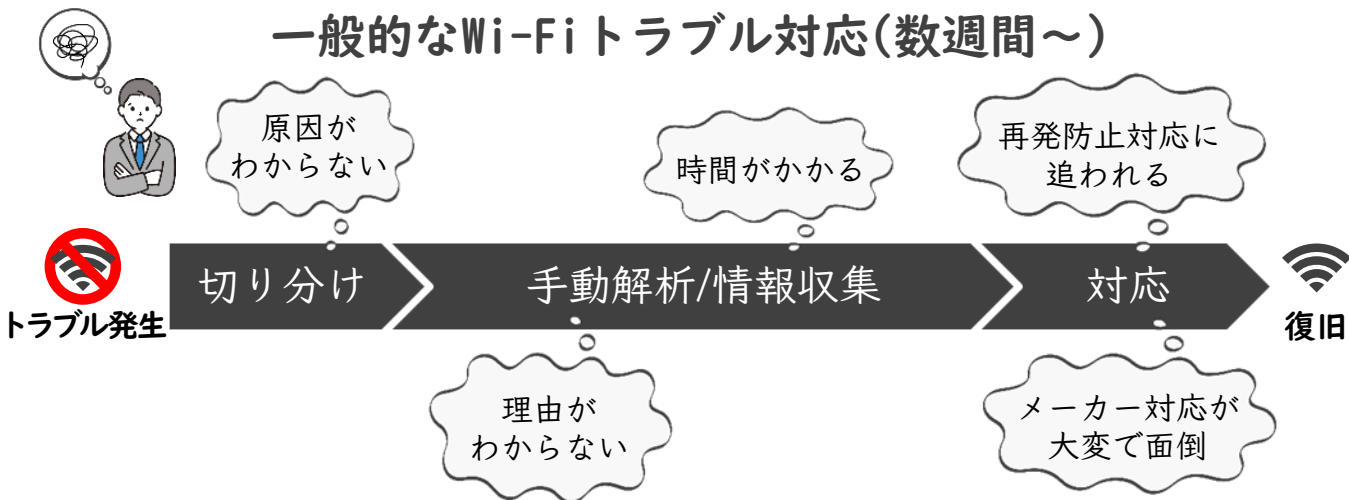 一般的なWi-Fiトラブル対応(数週間～)
原因が
わからない
時間がかかる
再発防止対応に
追われる
切り分け
手動解析/情報収集
対応
トラブル発生
復旧
理由が
わからない
メーカー対応が
大変で面倒